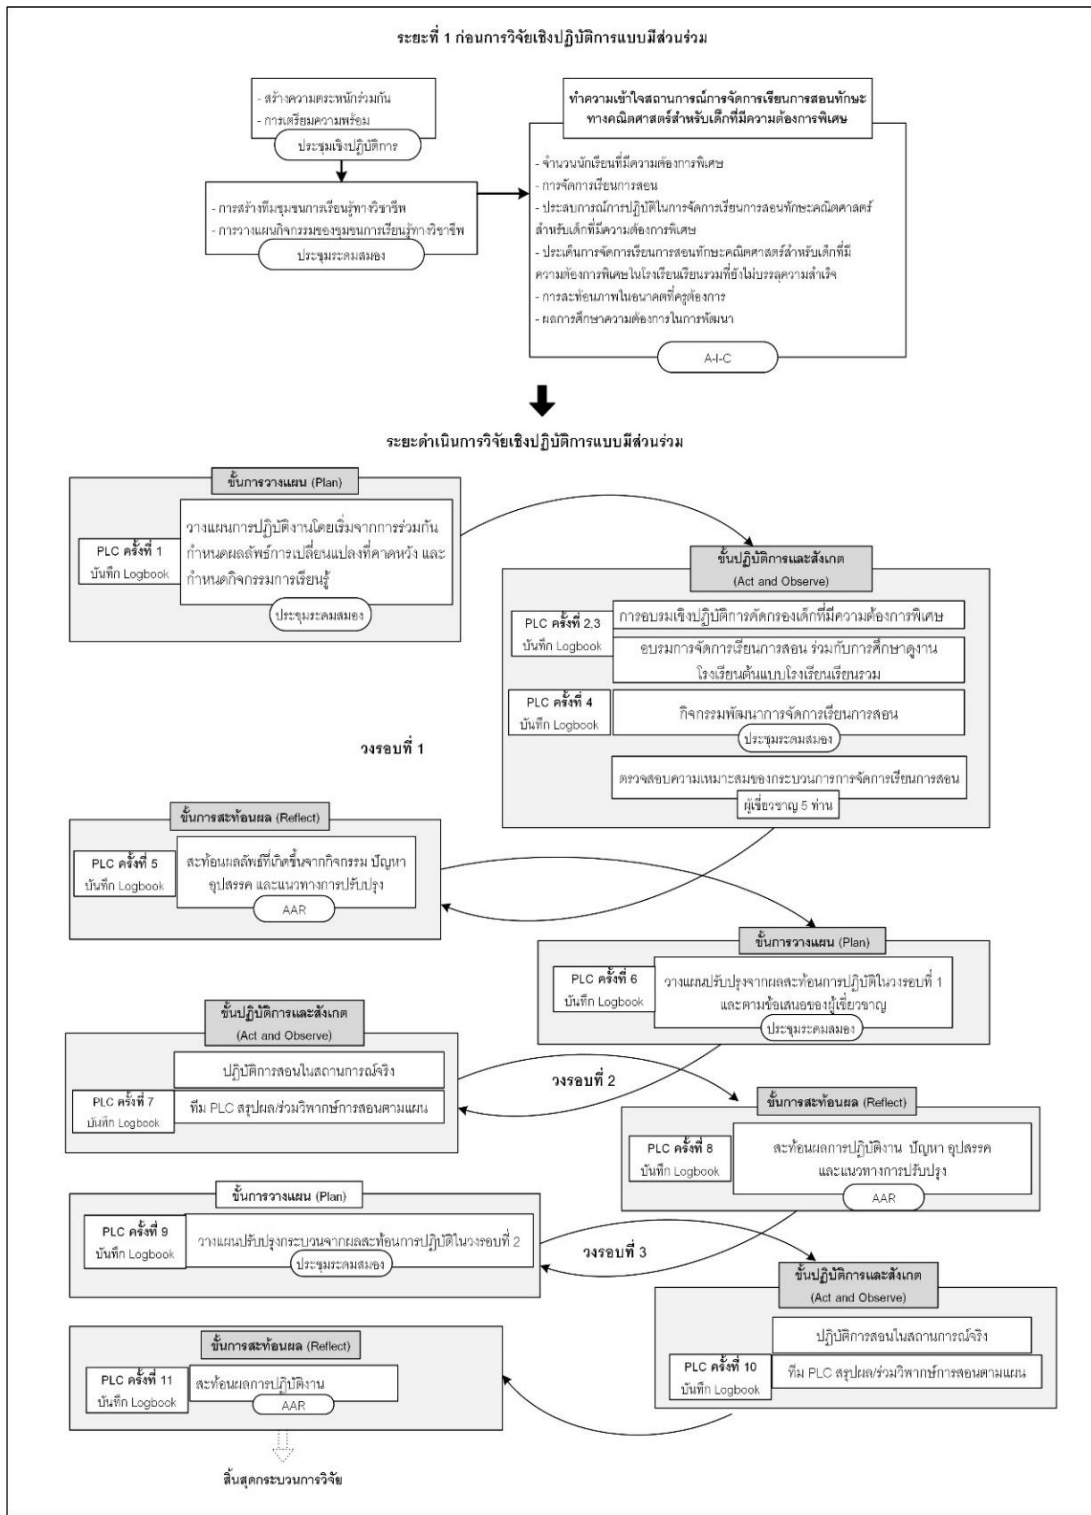 ระยะที่ 1 ก่อนการวิจัยเชิงปฏิบัติการแบบมีส่วนร่วม
- สร้างความตระหนักร่วมกัน
- การเตรียมความพร้อม
ประชุมเชิงปฏิบัติการ
- การสร้างทีมชุมชนการเรียนรู้ทางวิชาชีพ
- การวางแผนกิจกรรมของชุมชนการเรียนรู้ทางวิชาชีพ
ประชุมระดมสมอง
ทำความเข้าใจสถานการณ์การจัดการเรียนการสอนทักษะ
ทางคณิตศาสตร์สำหรับเด็กที่มีความต้องการพิเศษ
- จำนวนนักเรียนที่มีความต้องการพิเศษ
- การจัดการเรียนการสอน
- ประสบการณ์การปฏิบัติในการจัดการเรียนการสอนทักษะคณิตศาสตร์
สำหรับเด็กที่มีความต้องการพิเศษ
- ประเด็นการจัดการเรียนการสอนทักษะคณิตศาสตร์สำหรับเด็กที่มี
ความต้องการพิเศษในโรงเรียนเรียนรวมที่ยังไม่บรรลุความสำเร็จ
- การสะท้อนภาพในอนาคตที่ครูต้องการ
- ผลการศึกษาความต้องการในการพัฒนา
A-I-C
ระยะดำเนินการวิจัยเชิงปฏิบัติการแบบมีส่วนร่วม
ขั้นการวางแผน (Plan)
PLC ครั้งที่ 1
บันทึก Logbook
วางแผนการปฏิบัติงานโดยเริ่มจากการร่วมกัน
กำหนดผลลัพธ์การเปลี่ยนแปลงที่คาดหวัง และ
กำหนดกิจกรรมการเรียนรู้
ประชุมระดมสมอง
ขั้นปฏิบัติการและสังเกต
(Act and Observe)
PLC ครั้งที่ 2,3
บันทึก Logbook
การอบรมเชิงปฏิบัติการคัดกรองเด็กที่มีความต้องการพิเศษ
อบรมการจัดการเรียนการสอน ร่วมกับการศึกษาดูงาน
โรงเรียนต้นแบบโรงเรียนเรียนรวม
PLC ครั้งที่ 4
บันทึก Logbook
กิจกรรมพัฒนาการจัดการเรียนการสอน
ประชุมระดมสมอง
ตรวจสอบความเหมาะสมของกระบวนการการจัดการเรียนการสอน
ผู้เชี่ยวชาญ 5 ท่าน
วงรอบที่ 1
ขั้นการสะท้อนผล (Reflect)
PLC ครั้งที่ 5
บันทึก Logbook
สะท้อนผลลัพธ์ที่เกิดขึ้นจากกิจกรรม ปัญหา
อุปสรรค และแนวทางการปรับปรุง
AAR
ขั้นการวางแผน (Plan)
PLC ครั้งที่ 6
บันทึก Logbook
วางแผนปรับปรุงจากผลสะท้อนการปฏิบัติในวงรอบที่ 1
และตามข้อเสนอของผู้เชี่ยวชาญ
ประชุมระดมสมอง
ขั้นปฏิบัติการและสังเกต
(Act and Observe)
ปฏิบัติการสอนในสถานการณ์จริง
PLC ครั้งที่ 7
บันทึก Logbook
ทีม PLC สรุปผล/ร่วมวิพากษ์การสอนตามแผน
วงรอบที่ 2
ขั้นการสะท้อนผล (Reflect)
PLC ครั้งที่ 8
บันทึก Logbook
สะท้อนผลการปฏิบัติงาน ปัญหา อุปสรรค
และแนวทางการปรับปรุง
AAR
ขั้นการวางแผน (Plan)
PLC ครั้งที่ 9
บันทึก Logbook
วางแผนปรับปรุงกระบวนจากผลสะท้อนการปฏิบัติในวงรอบที่ 2
ประชุมระดมสมอง
วงรอบที่ 3
ขั้นปฏิบัติการและสังเกต
(Act and Observe)
ปฏิบัติการสอนในสถานการณ์จริง
PLC ครั้งที่ 10
บันทึก Logbook
ทีม PLC สรุปผล/ร่วมวิพากษ์การสอนตามแผน
ขั้นการสะท้อนผล (Reflect)
PLC ครั้งที่ 11
บันทึก Logbook
สะท้อนผลการปฏิบัติงาน
AAR
สิ้นสุดกระบวนการวิจัย